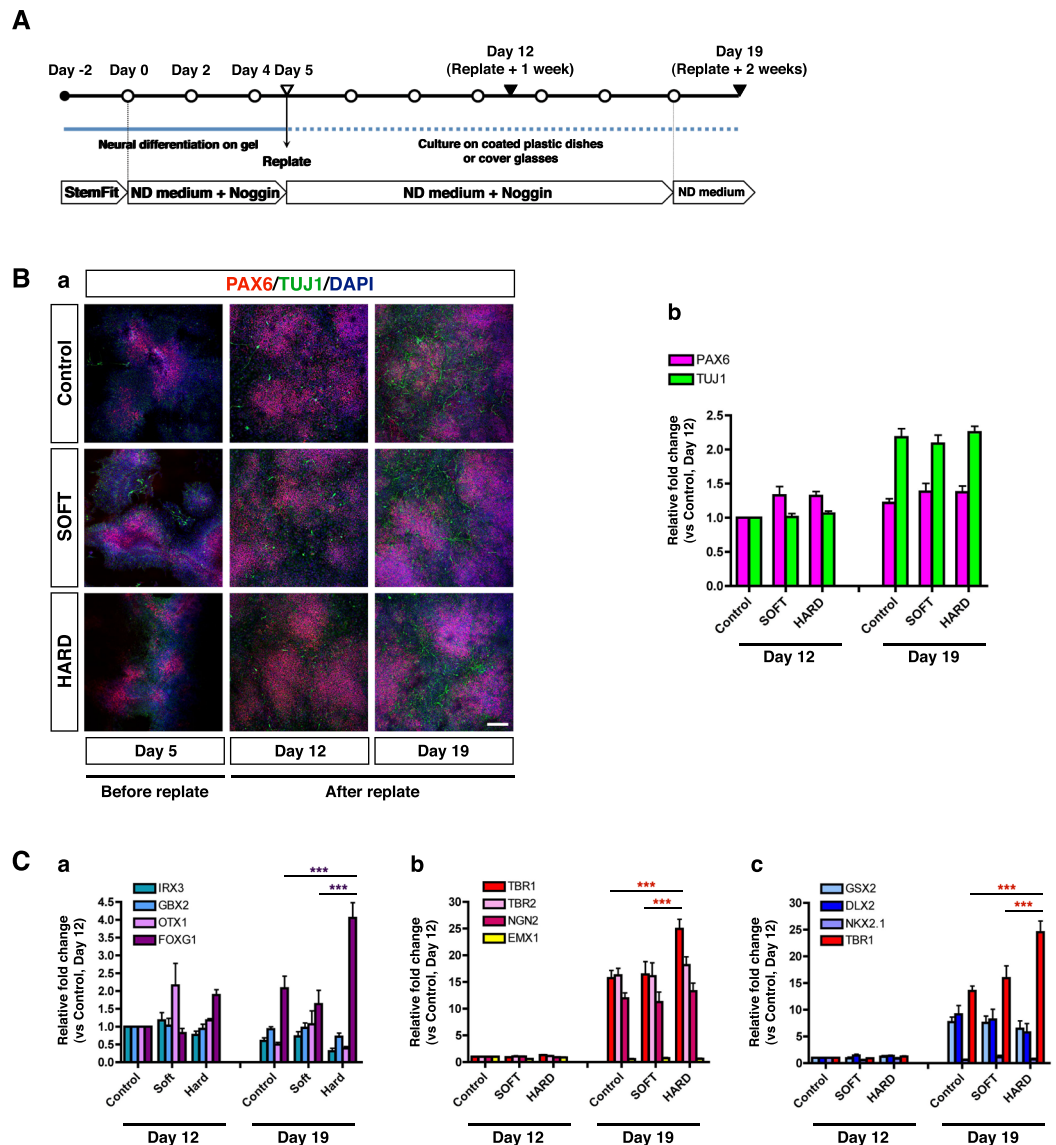 A
Day -2
Day 0
Day 2
Day 4
Day 5
Day 12
(Replate + 1 week)
Day 19
(Replate + 2 weeks)
Neural differentiation on gel
Replate
Culture on coated plastic dishes
or cover glasses
StemFit
ND medium + Noggin
ND medium + Noggin
ND medium
B
a
PAX6/TUJ1/DAPI
Control
SOFT
HARD
Day 5
Day 12
Day 19
Before replate
After replate
b
PAX6
TUJ1
Relative fold change
(vs Control, Day 12)
2.5
2.0
1.5
1.0
0.5
0.0
Control
SOFT
HARD
Control
SOFT
HARD
Day 12
Day 19
C
a
IRX3
GBX2
OTX1
FOXG1
***
***
Relative fold change
(vs Control, Day 12)
4.5
4.0
3.5
3.0
2.5
2.0
1.5
1.0
0.5
0.0
Control
Soft
Hard
Control
Soft
Hard
Day 12
Day 19
b
TBR1
TBR2
NGN2
EMX1
***
***
Relative fold change
(vs Control, Day 12)
30
25
20
15
10
5
0
Control
SOFT
HARD
Control
SOFT
HARD
Day 12
Day 19
c
GSX2
DLX2
NKX2.1
TBR1
***
***
Relative fold change
(vs Control, Day 12)
30
25
20
15
10
5
0
Control
SOFT
HARD
Control
SOFT
HARD
Day 12
Day 19